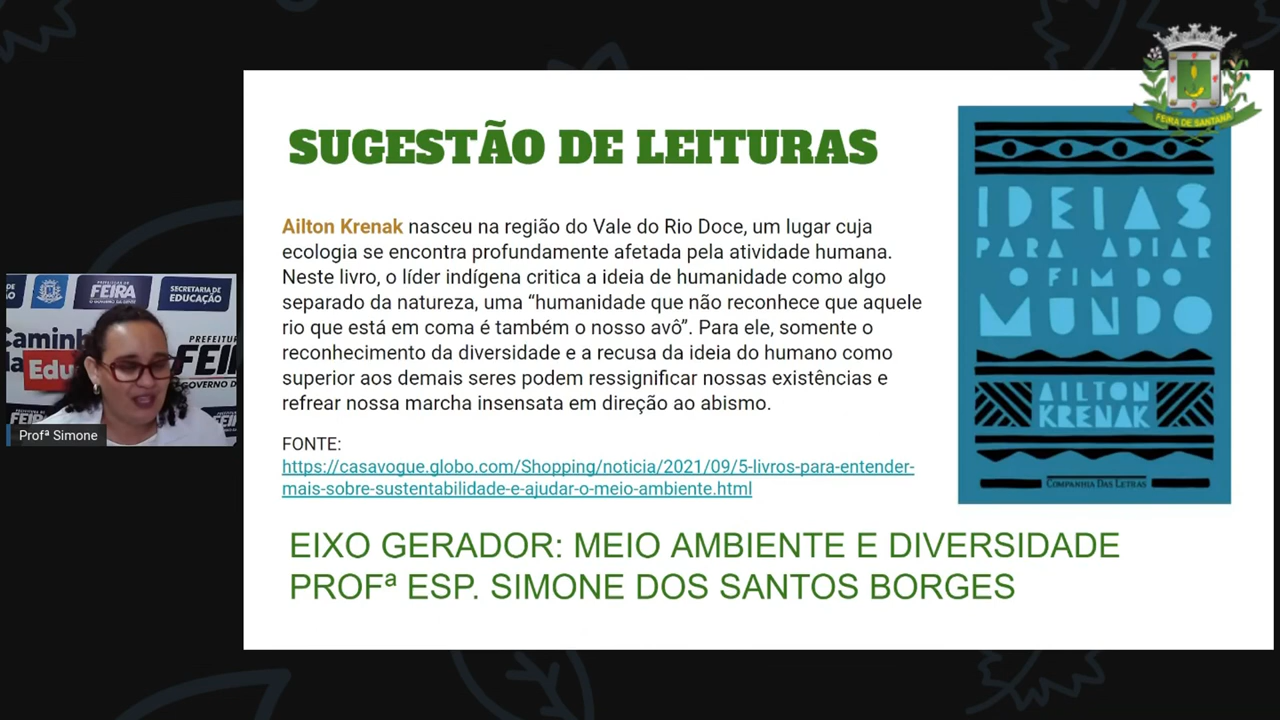 FEIRA DE SANTANA
SUGESTÃO DE LEITURAS
Ailton Krenak nasceu na região do Vale do Rio Doce, um lugar cuja
ecologia se encontra profundamente afetada pela atividade humana.
Neste livro, o líder indígena critica a ideia de humanidade como algo
separado da natureza, uma “humanidade que não reconhece que aquele
rio que está em coma é também o nosso avô”. Para ele, somente o
reconhecimento da diversidade e a recusa da ideia do humano como
superior aos demais seres podem ressignificar nossas existências e
refrear nossa marcha insensata em direção ao abismo.
FONTE:
https://casavogue.globo.com/Shopping/noticia/2021/09/5-livros-para-entender-
mais-sobre-sustentabilidade-e-ajudar-o-meio-ambiente.html
IDEIAS
PARA ADIAR
O FIM DO
MUNDO
AILTON
KRENAK
COMPANHIA DAS LETRAS
EIXO GERADOR: MEIO AMBIENTE E DIVERSIDADE
PROFª ESP. SIMONE DOS SANTOS BORGES
FEIRA
SECRETARIA DE
EDUCAÇÃO
Caminh
da
Edu
PREFEITUR
FEI
GOVERNO D
Profª Simone